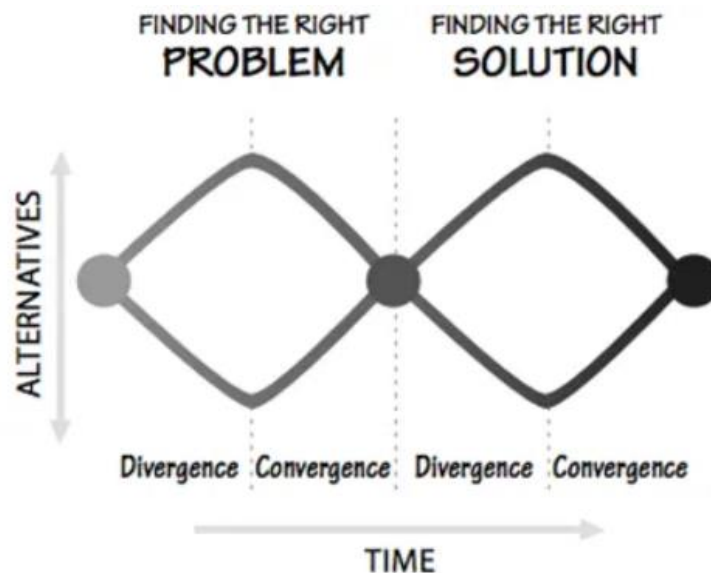 FINDING THE RIGHT
PROBLEM
FINDING THE RIGHT
SOLUTION
ALTERNATIVES
Divergence
Convergence
Divergence
Convergence
TIME